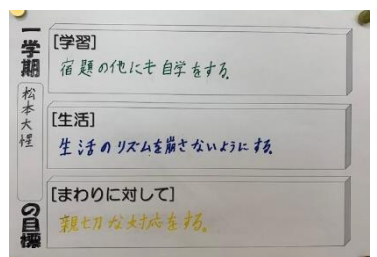 一学期
松本大惺
の目標
[学習]
宿題の他にも自学をする。
[生活]
生活のリズムを崩さないようにする。
[まわりに対して]
親切な対応をする。